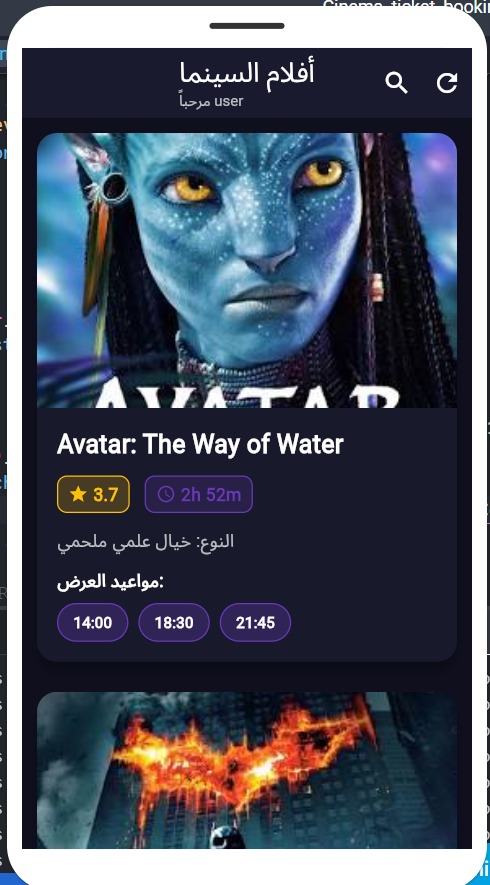 Cinema_ticket_bookin
أفلام السينما
مرحباً user
AVATAR
Avatar: The Way of Water
3.7
2h 52m
النوع: خيال علمي ملحمي
مواعيد العرض:
14:00
18:30
21:45